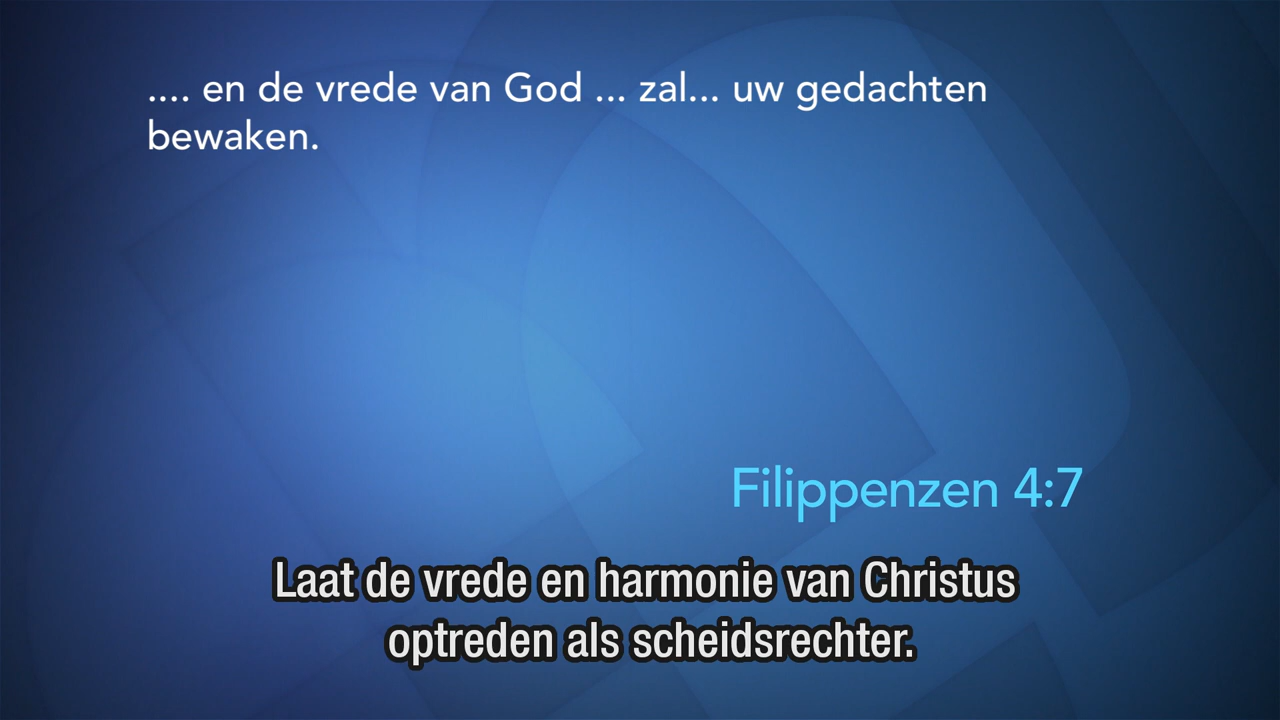 .... en de vrede van God ... zal... uw gedachten
bewaken.
Filippenzen 4:7
Laat de vrede en harmonie van Christus
optreden als scheidsrechter.